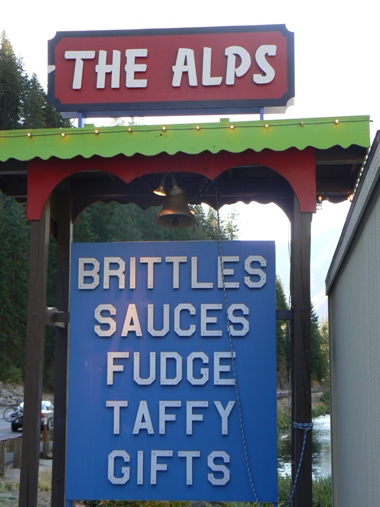 THE ALPS
BRITTLES
SAUCES
FUDGE
TAFFY
GIFTS